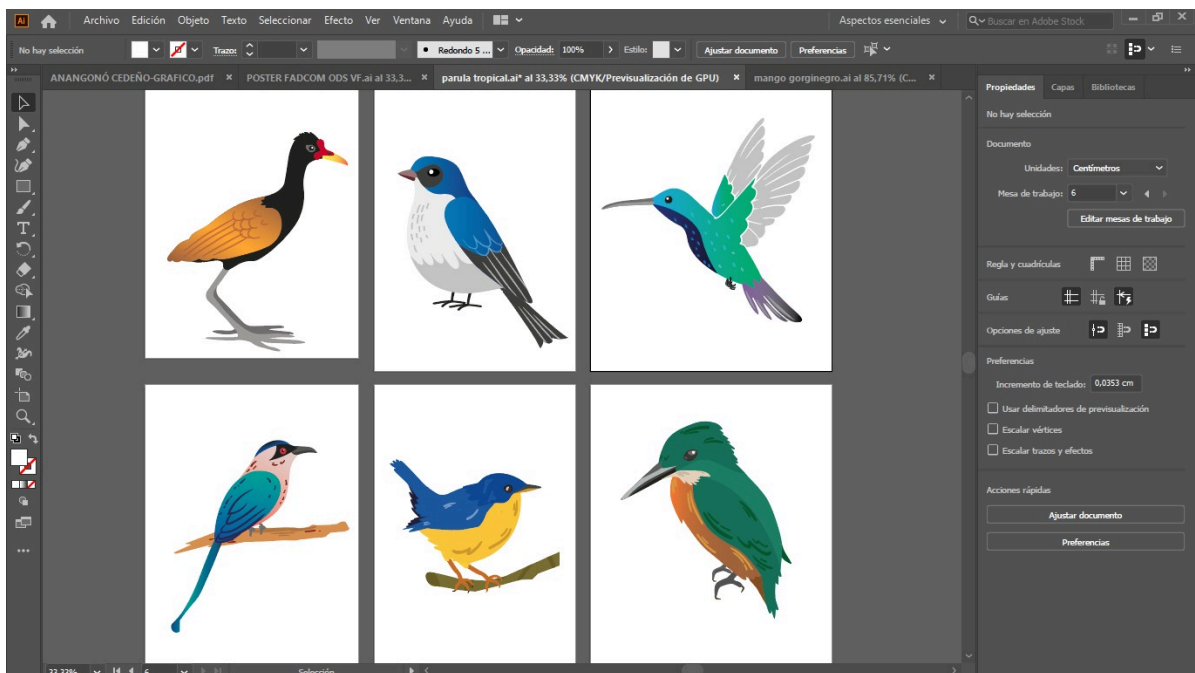 Ai Archivo Edición Objeto Texto Seleccionar Efecto Ver Ventana Ayuda Aspectos esenciales Buscar en Adobe Stock
No hay selección Trazo: Redondo 5 ... Opacidad: 100% Estilo: Ajustar documento Preferencias
ANANGONÓ CEDEÑO-GRAFICO.pdf × POSTER FADCOM ODS VF.ai al 33,3... × parula tropical.ai* al 33,33% (CMYK/Previsualización de GPU) × mango gorginegro.ai al 85,71% (C... ×
Propiedades Capas Bibliotecas
No hay selección
Documento
Unidades: Centímetros
Mesa de trabajo: 6
Editar mesas de trabajo
Regla y cuadrículas
Guías
Opciones de ajuste
Preferencias
Incremento de teclado: 0,0353 cm
Usar delimitadores de previsualización
Escalar vértices
Escalar trazos y efectos
Acciones rápidas
Ajustar documento
Preferencias
33,33% 6 Selección